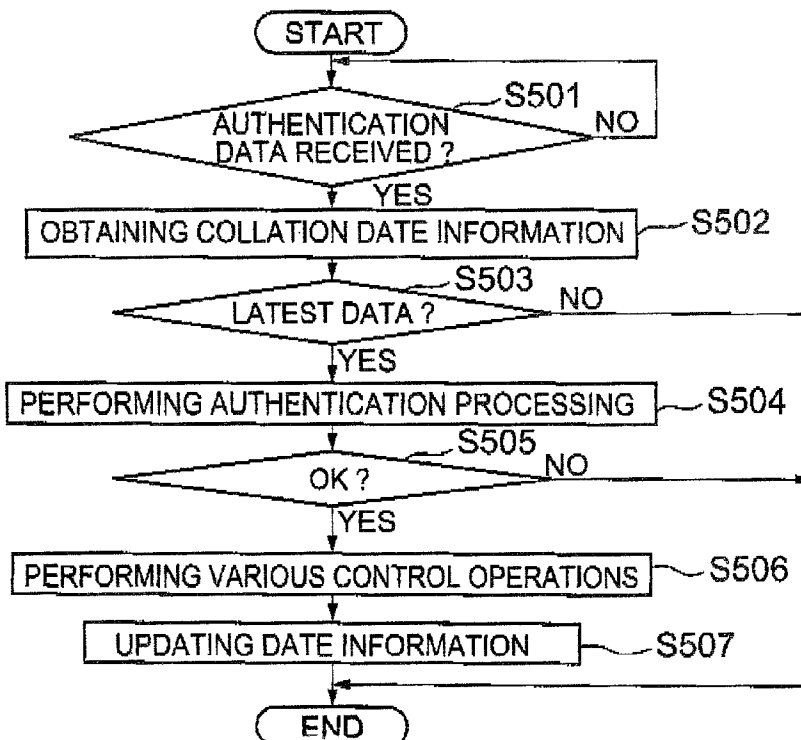 START
S501
AUTHENTICATION
DATA RECEIVED ?
NO
YES
OBTAINING COLLATION DATE INFORMATION
S502
S503
LATEST DATA ?
NO
YES
PERFORMING AUTHENTICATION PROCESSING
S504
S505
OK ?
NO
YES
PERFORMING VARIOUS CONTROL OPERATIONS
S506
UPDATING DATE INFORMATION
S507
END